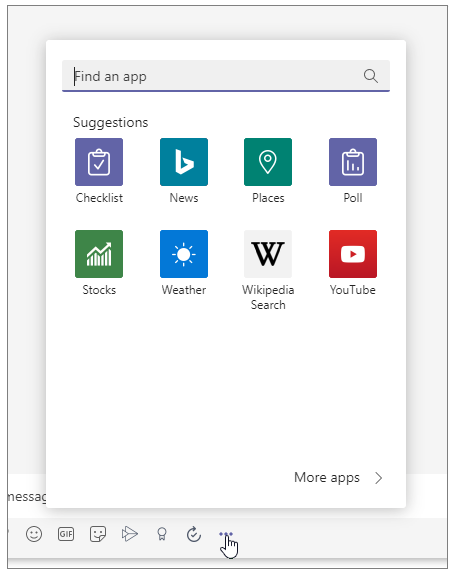 Find an app
Suggestions
Checklist
News
Places
Poll
Stocks
Weather
W
Wikipedia
Search
YouTube
More apps
GIF